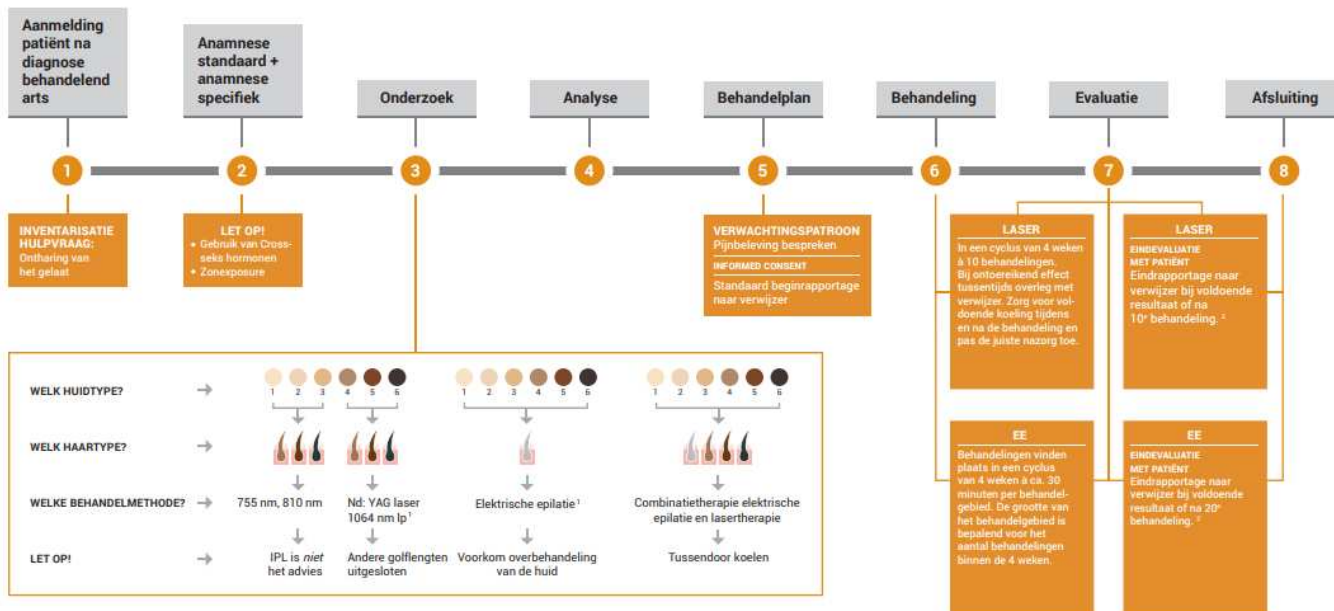 Aanmelding
patiënt na
diagnose
behandelend
arts
Anamnese
standaard +
anamnese
specifiek
Onderzoek
Analyse
Behandelplan
Behandeling
Evaluatie
Afsluiting
1
2
3
4
5
6
7
8
INVENTARISATIE
HULPVRAAG:
Ontharing van
het gelaat
LET OP!
• Gebruik van Cross-
seks hormonen
• Zonexposure
VERWACHTINGSPATROON
Pijnbeleving bespreken
INFORMED CONSENT
Standaard beginrapportage
naar verwijzer
LASER
In een cyclus van 4 weken
à 10 behandelingen.
Bij ontoereikend effect
tussentijds overleg met
verwijzer. Zorg voor vol-
doende koeling tijdens
en na de behandeling en
pas de juiste nazorg toe.
LASER
EINDEVALUATIE
MET PATIËNT
Eindrapportage naar
verwijzer bij voldoende
resultaat of na
10e behandeling. 2
EE
Behandelingen vinden
plaats in een cyclus
van 4 weken à ca. 30
minuten per behandel-
gebied. De grootte van
het behandelgebied is
bepalend voor het
aantal behandelingen
binnen de 4 weken.
EE
EINDEVALUATIE
MET PATIËNT
Eindrapportage naar
verwijzer bij voldoende
resultaat of na 20e
behandeling. 2
WELK HUIDTYPE?
1 2 3 4 5 6
1 2 3 4 5 6
1 2 3 4 5 6
WELK HAARTYPE?
WELKE BEHANDELMETHODE?
755 nm, 810 nm
Nd: YAG laser
1064 nm lp1
Elektrische epilatie1
Combinatietherapie elektrische
epilatie en lasertherapie
LET OP!
IPL is niet
het advies
Andere golflengten
uitgesloten
Voorkom overbehandeling
van de huid
Tussendoor koelen